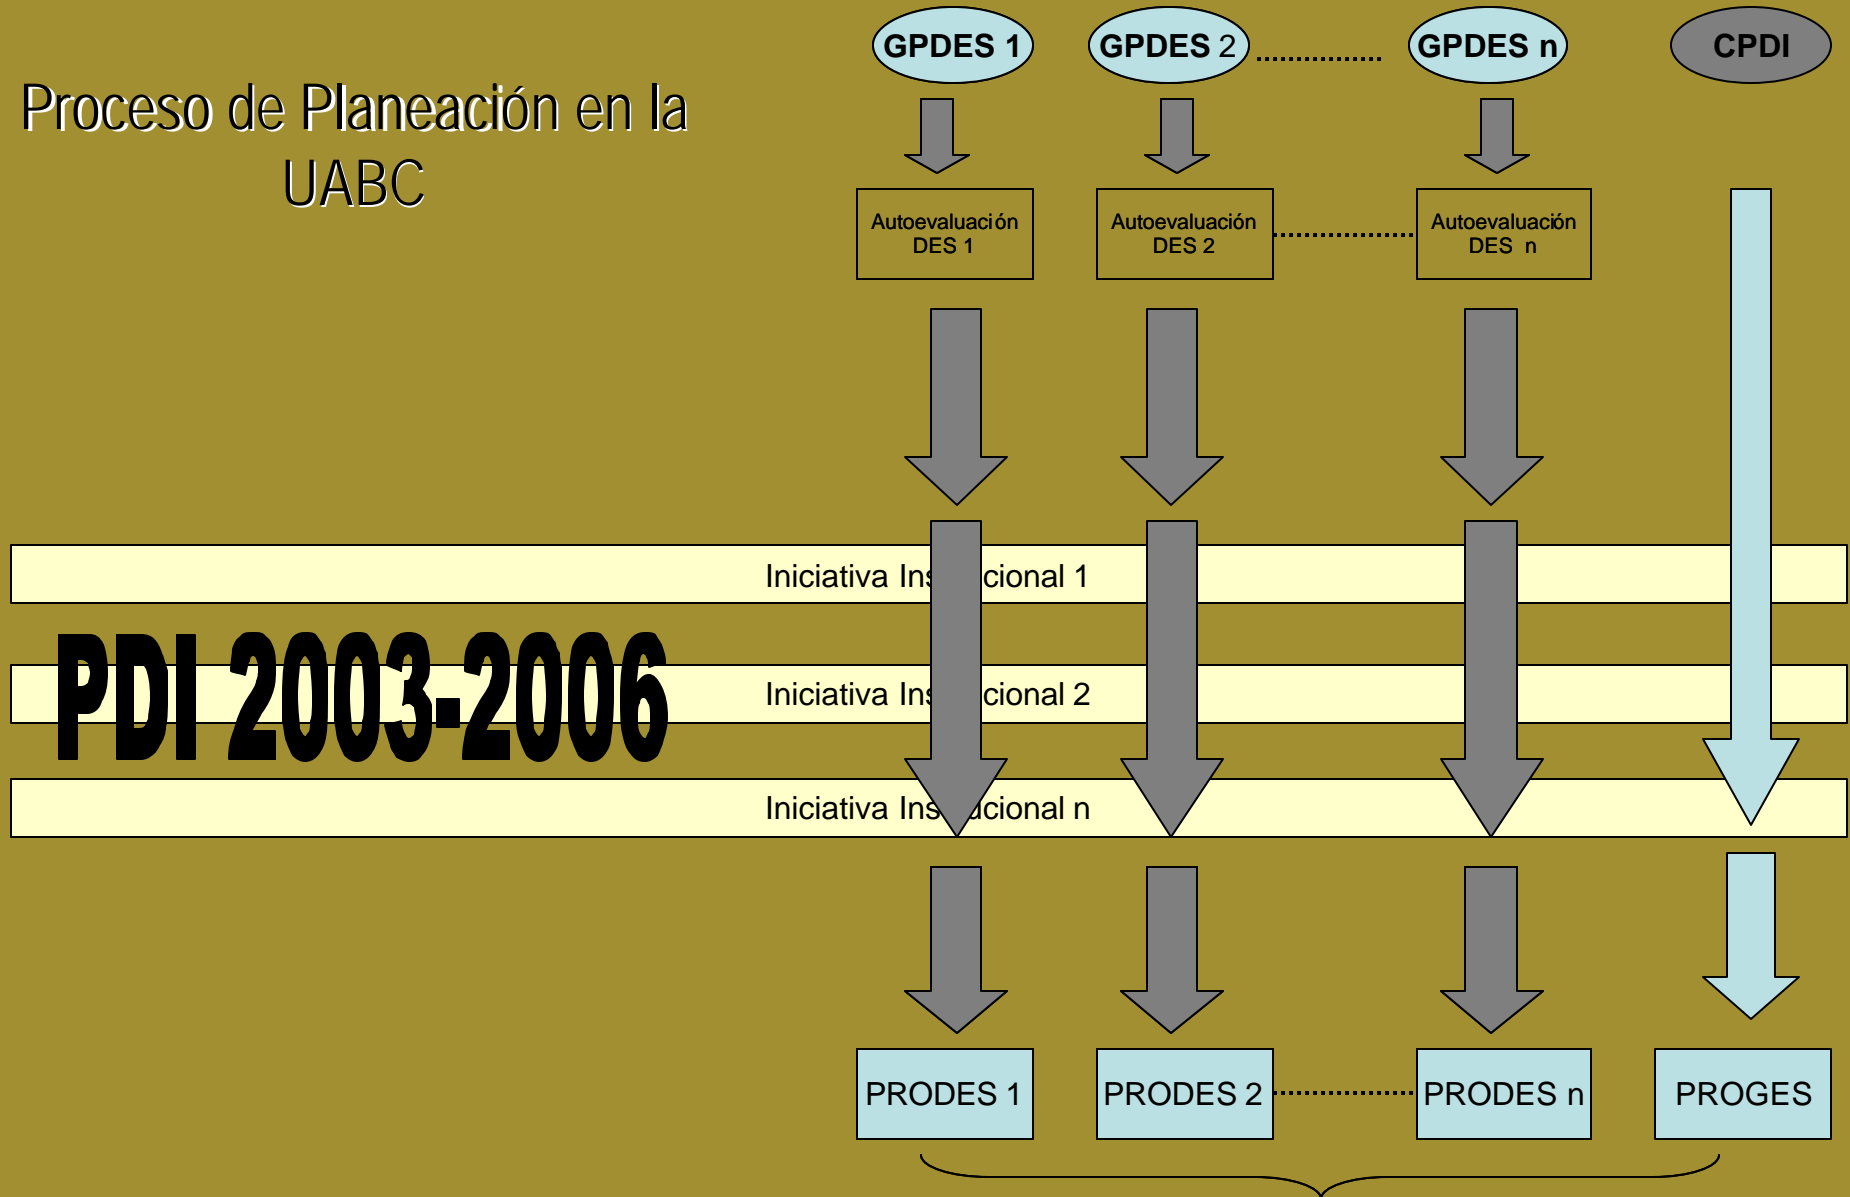 Proceso de Planeación en la
UABC
GPDES 1
GPDES 2
GPDES n
CPDI
Autoevaluación
DES 1
Autoevaluación
DES 2
Autoevaluación
DES n
Iniciativa Ins cional 1
PDI 2003-2006
Iniciativa Ins cional 2
Iniciativa Ins ucional n
PRODES 1
PRODES 2
PRODES n
PROGES